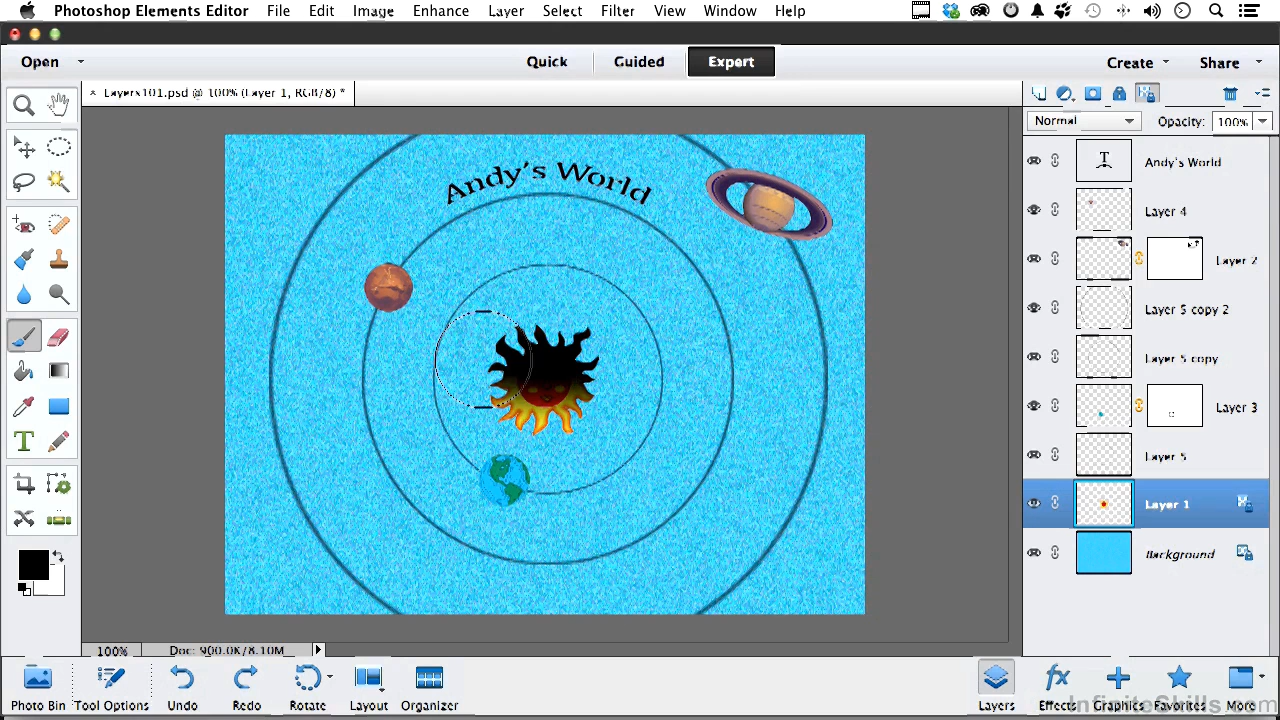 Photoshop Elements Editor File Edit Image Enhance Layer Select Filter View Window Help
Open Quick Guided Expert Create Share
× Layers101.psd @ 100% (Layer 1, RGB/8) *
Normal Opacity: 100%
Andy's World
Andy's World
Layer 4
Layer 2
Layer 5 copy 2
Layer 5 copy
Layer 3
Layer 5
Layer 1
Background
100% Doc: 900.0K/8.10M
Photo Bin Tool Options Undo Redo Rotate Layout Organizer Layers Effects Graphics Favorites More
InfiniteSkills.com